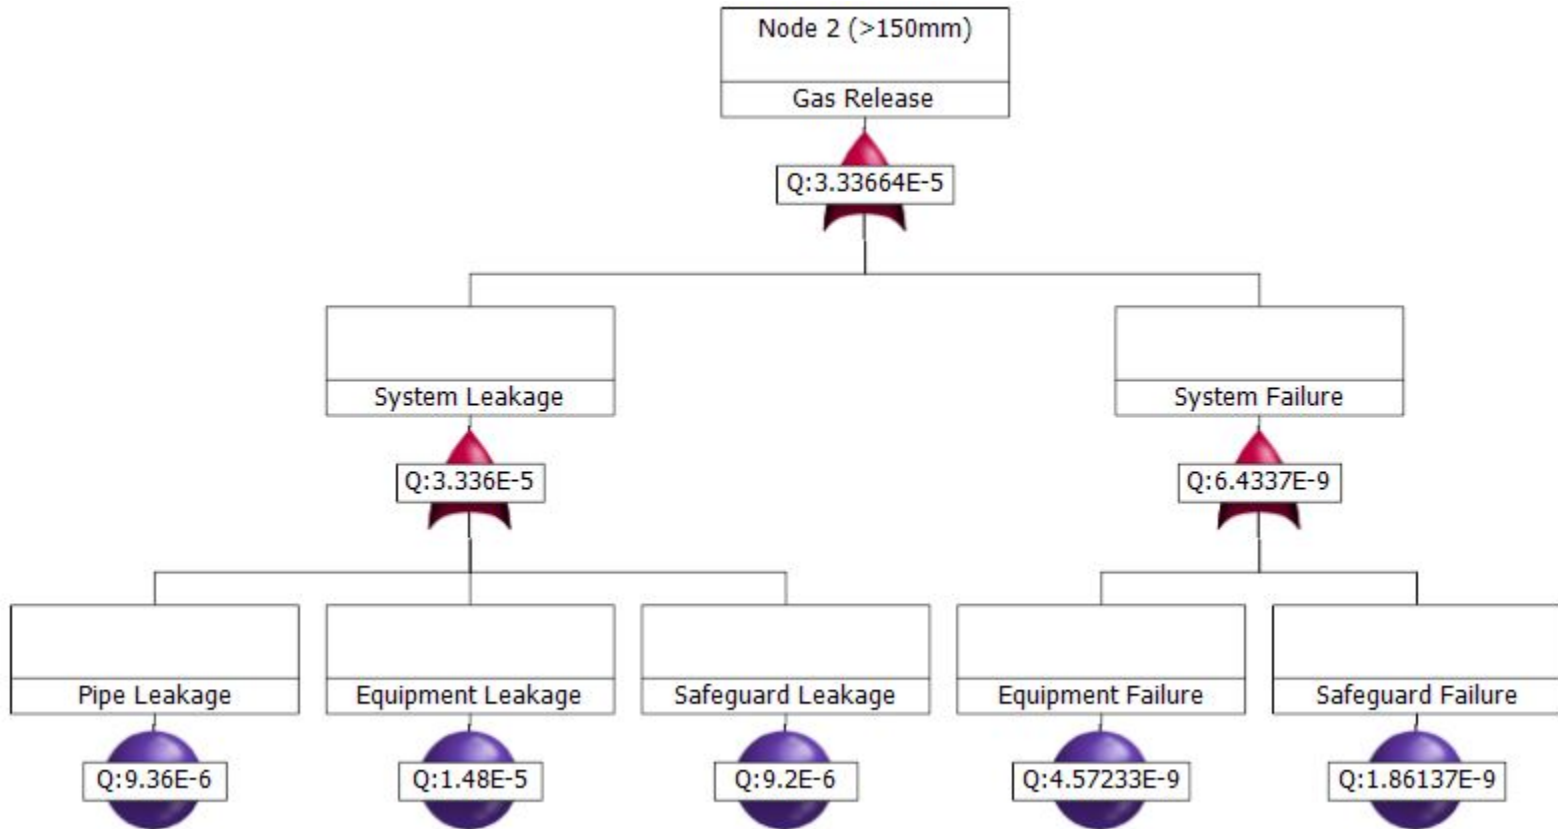 Node 2 (>150mm)
Gas Release
Q:3.33664E-5
System Leakage
System Failure
Q:3.336E-5
Q:6.4337E-9
Pipe Leakage
Equipment Leakage
Safeguard Leakage
Equipment Failure
Safeguard Failure
Q:9.36E-6
Q:1.48E-5
Q:9.2E-6
Q:4.57233E-9
Q:1.86137E-9